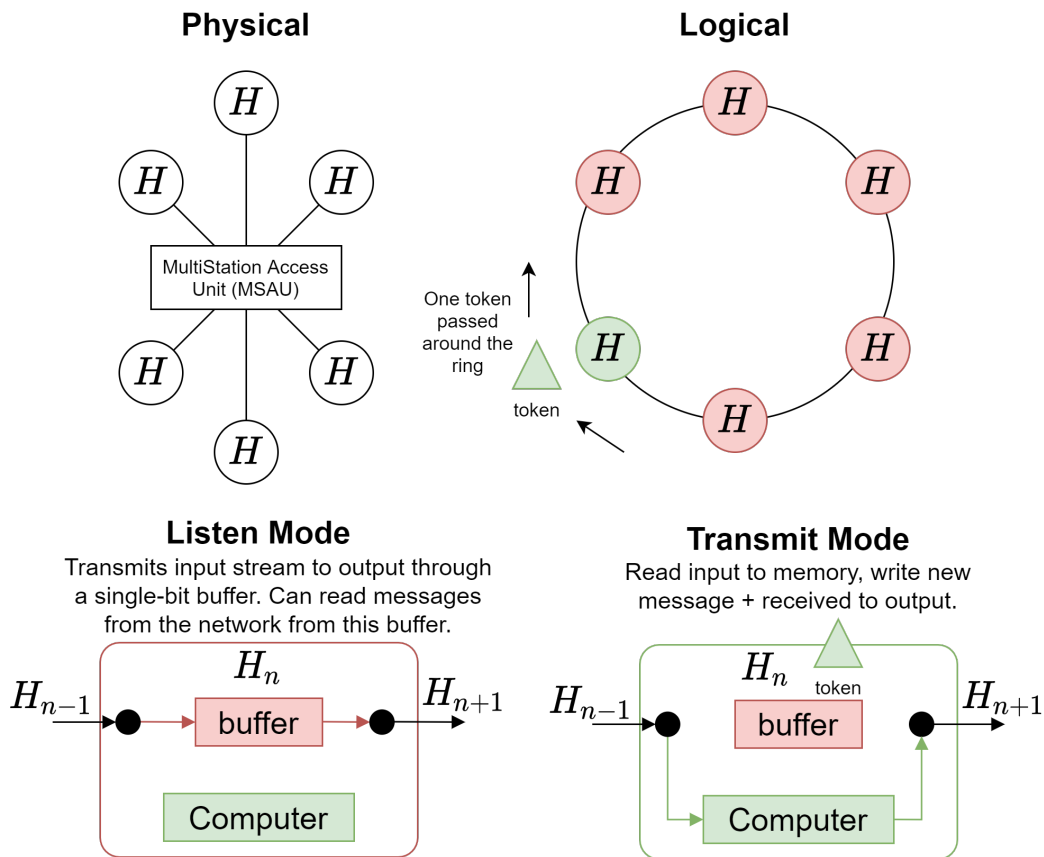 Physical
H
H
H
MultiStation Access
Unit (MSAU)
H
H
H
Logical
H
H
H
One token
passed
around the
ring
token
H
H
H
Listen Mode
Transmits input stream to output through
a single-bit buffer. Can read messages
from the network from this buffer.
H_n
H_{n-1}
H_{n+1}
buffer
Computer
Transmit Mode
Read input to memory, write new
message + received to output.
H_n
token
H_{n-1}
H_{n+1}
buffer
Computer